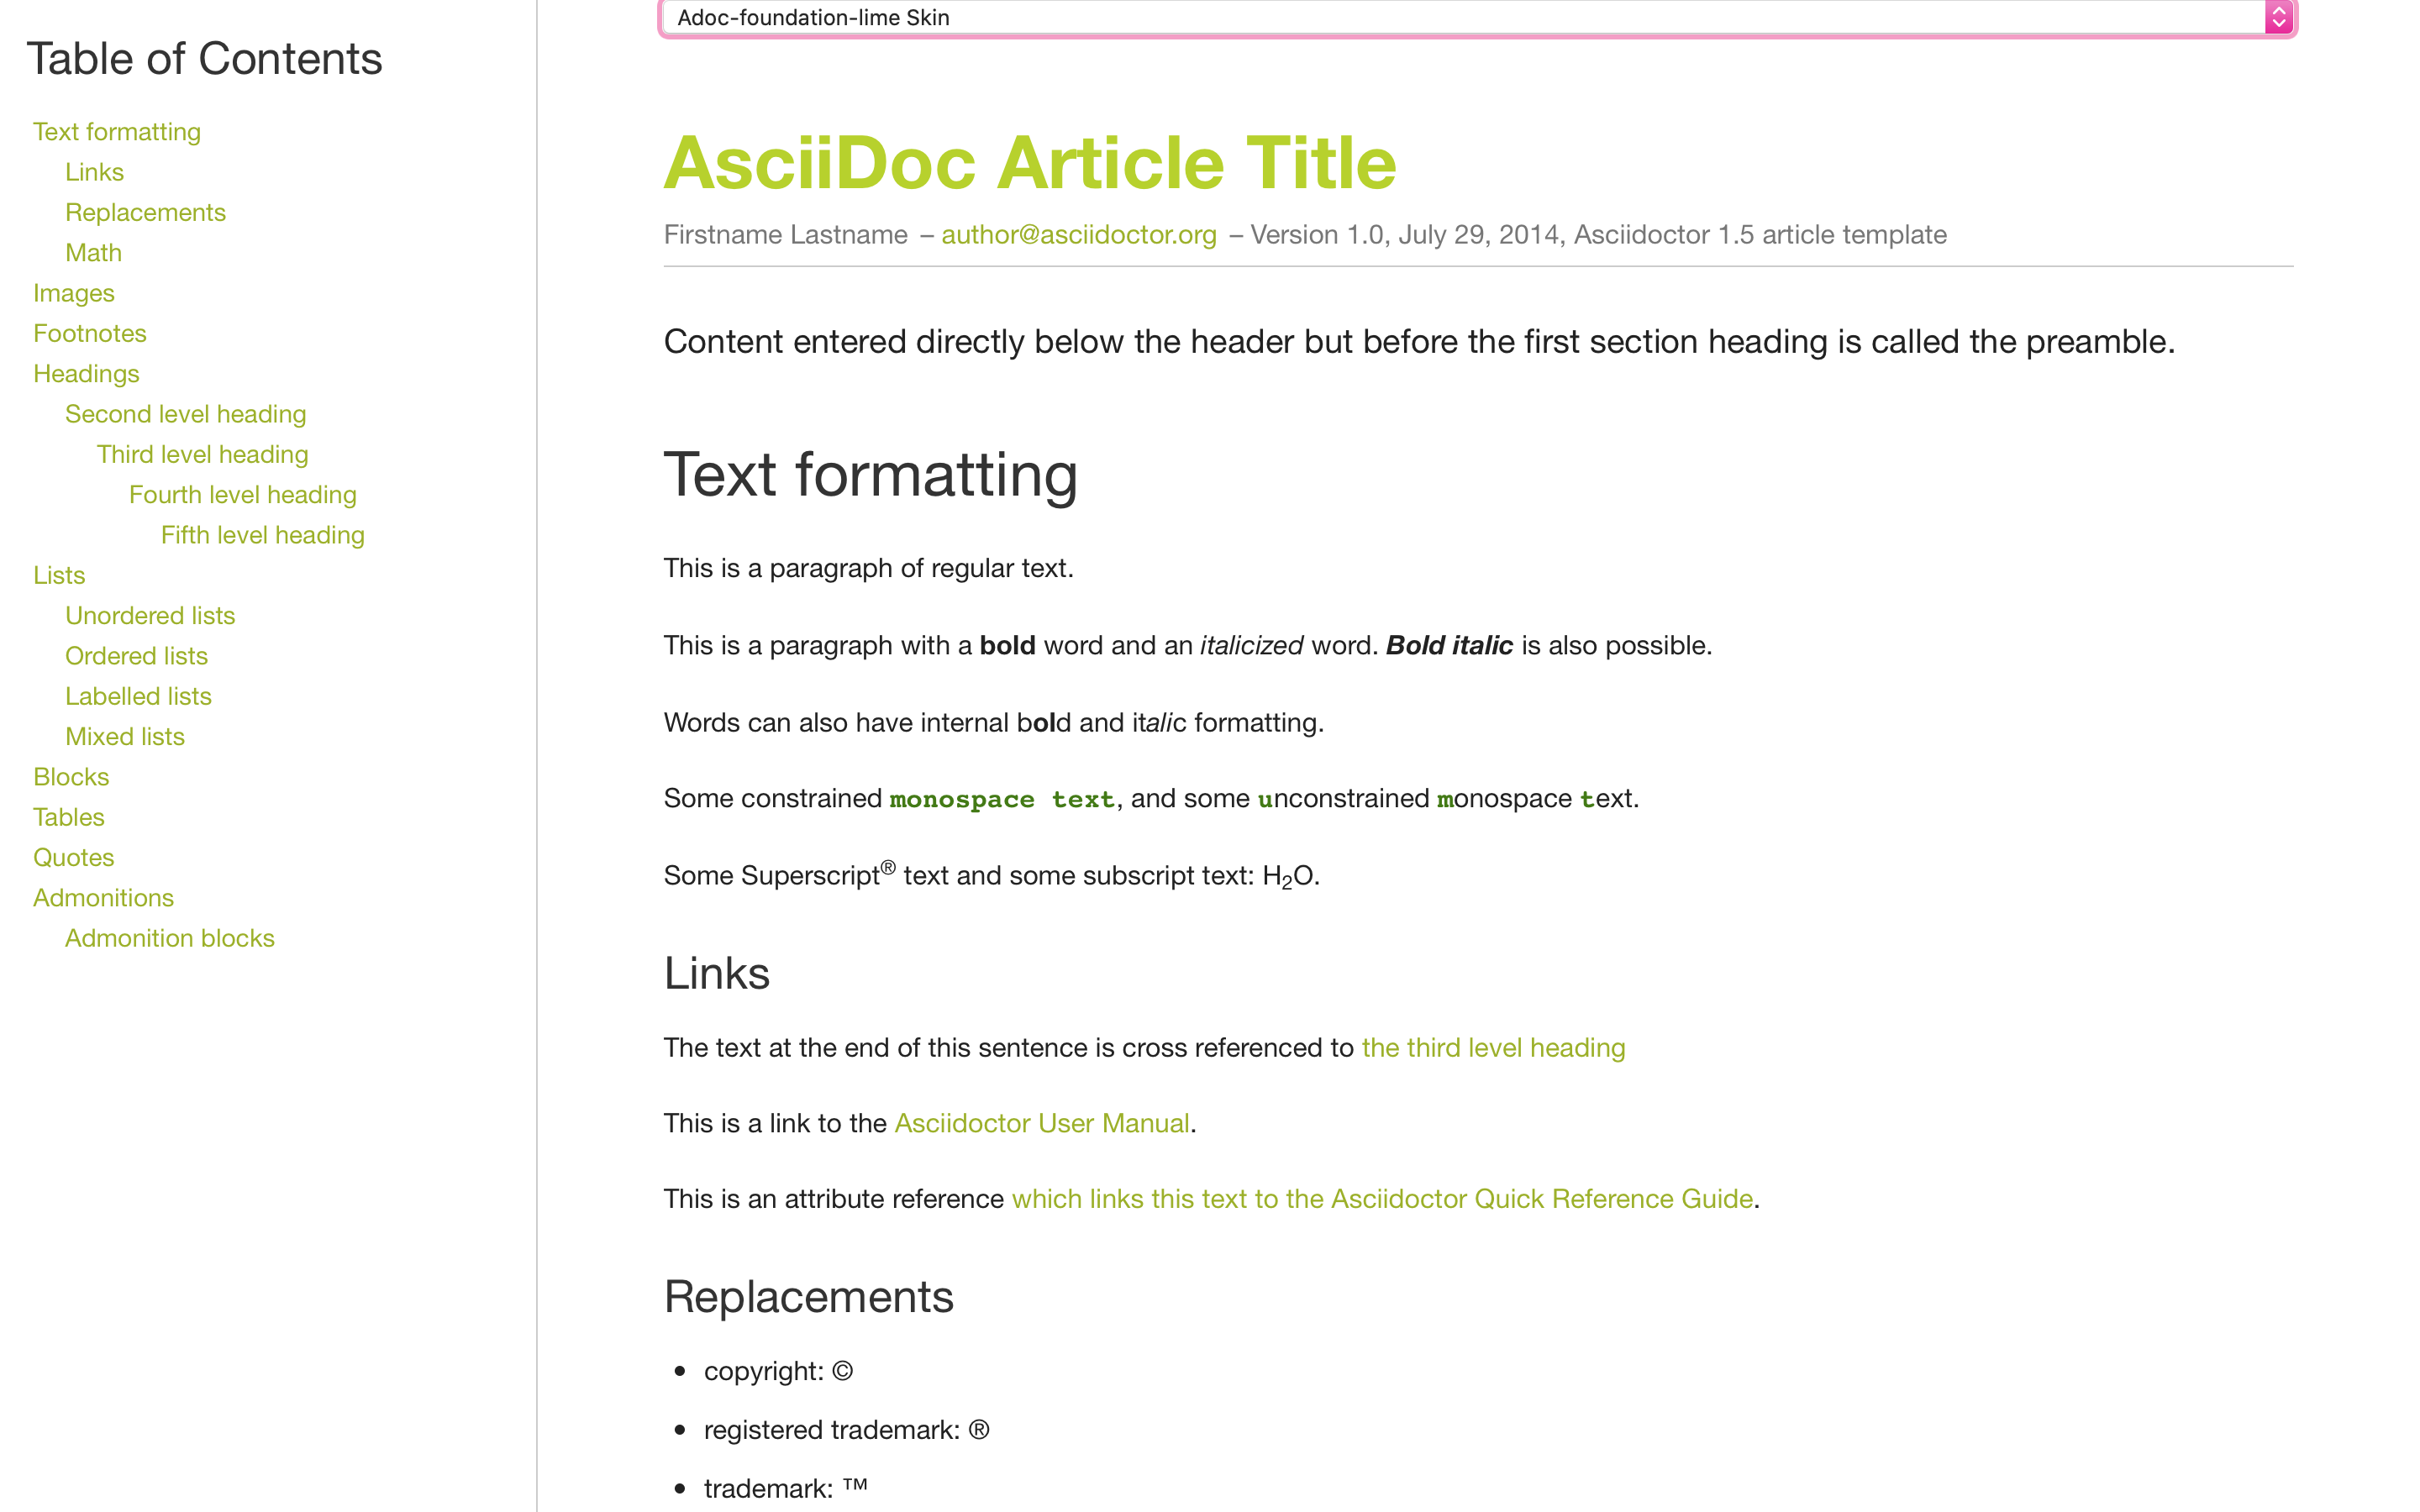 Adoc-foundation-lime Skin
Table of Contents
Text formatting
Links
Replacements
Math
Images
Footnotes
Headings
Second level heading
Third level heading
Fourth level heading
Fifth level heading
Lists
Unordered lists
Ordered lists
Labelled lists
Mixed lists
Blocks
Tables
Quotes
Admonitions
Admonition blocks
AsciiDoc Article Title
Firstname Lastname – author@asciidoctor.org – Version 1.0, July 29, 2014, Asciidoctor 1.5 article template
Content entered directly below the header but before the first section heading is called the preamble.
Text formatting
This is a paragraph of regular text.
This is a paragraph with a bold word and an italicized word. Bold italic is also possible.
Words can also have internal bold and italic formatting.
Some constrained monospace text, and some unconstrained monospace text.
Some Superscript® text and some subscript text: H₂O.
Links
The text at the end of this sentence is cross referenced to the third level heading
This is a link to the Asciidoctor User Manual.
This is an attribute reference which links this text to the Asciidoctor Quick Reference Guide.
Replacements
• copyright: ©
• registered trademark: ®
• trademark: ™